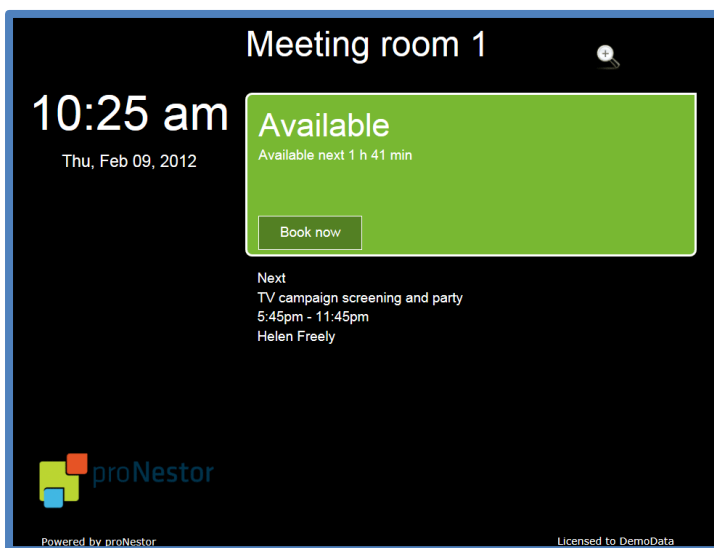 Meeting room 1
10:25 am
Thu, Feb 09, 2012
Available
Available next 1 h 41 min
Book now
Next
TV campaign screening and party
5:45pm - 11:45pm
Helen Freely
proNestor
Powered by proNestor
Licensed to DemoData